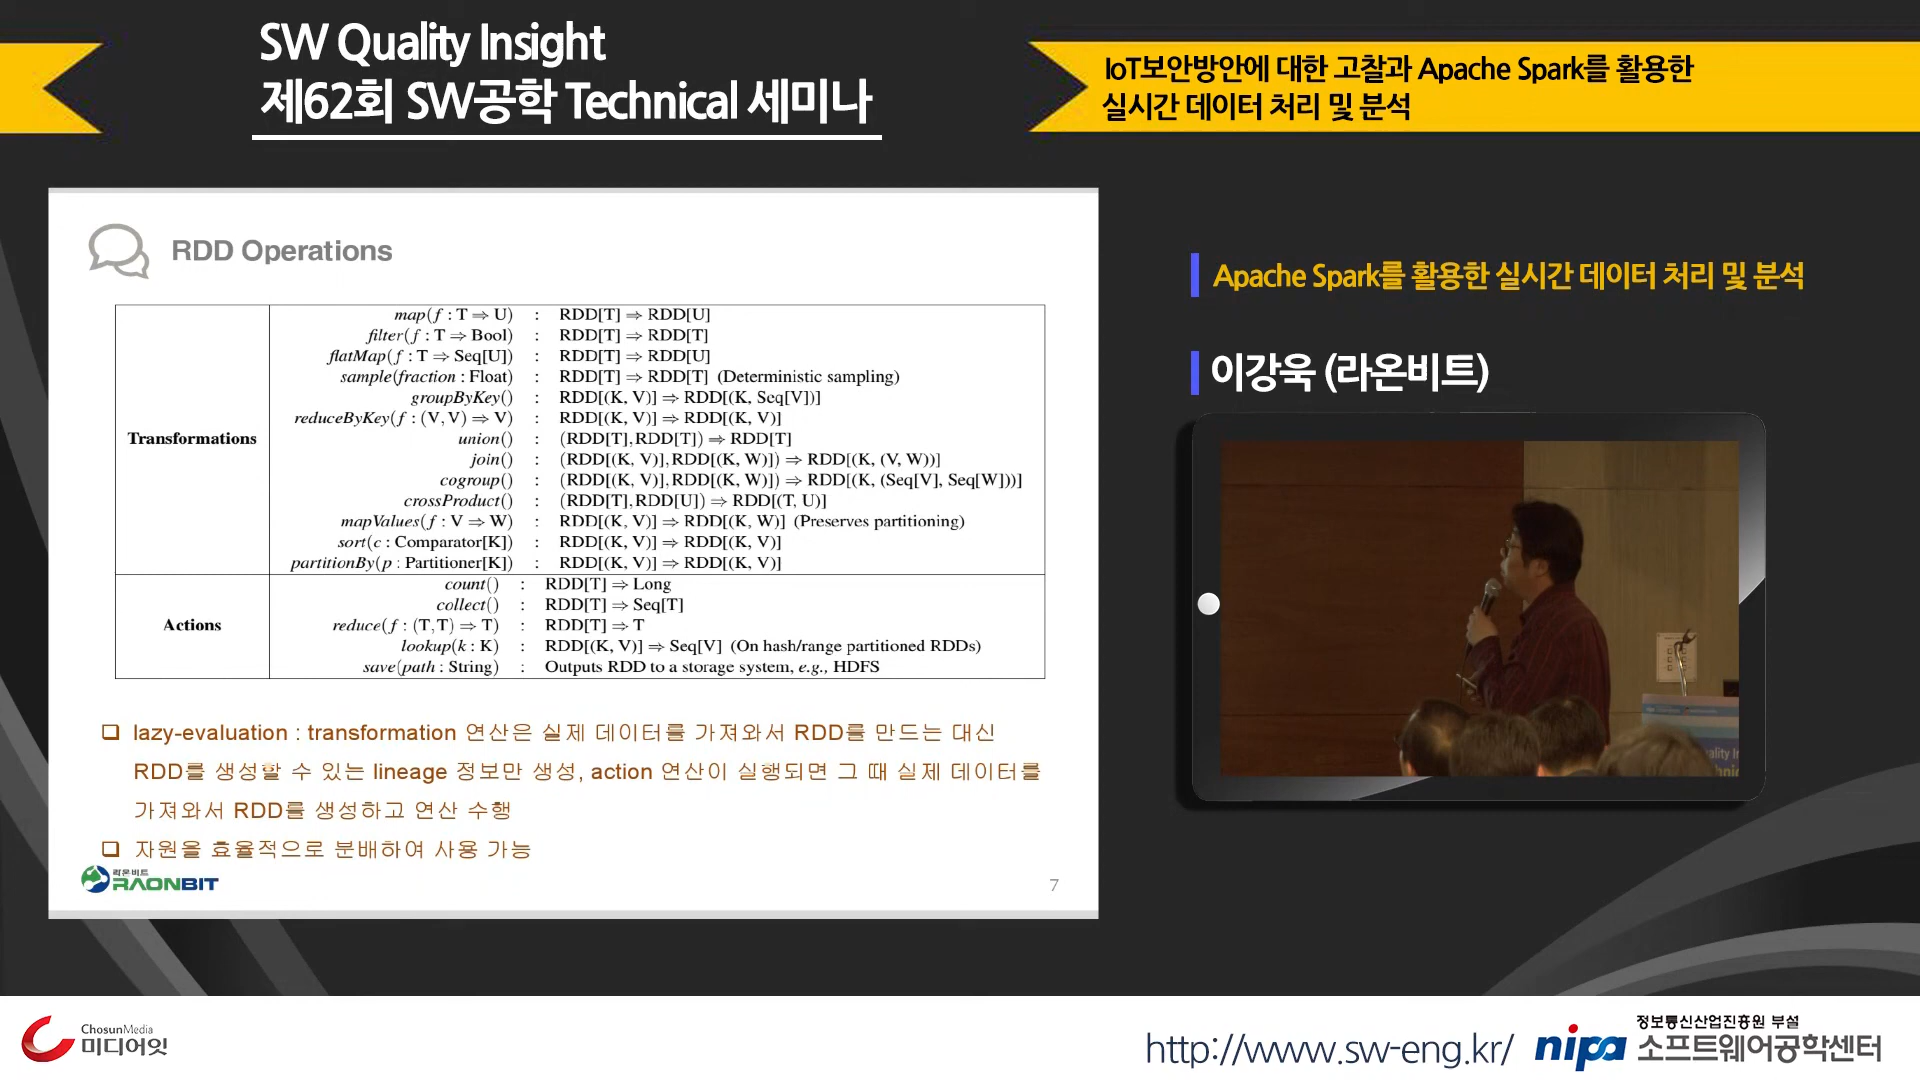 SW Quality Insight
제62회 SW공학 Technical 세미나
IoT보안방안에 대한 고찰과 Apache Spark를 활용한
실시간 데이터 처리 및 분석
RDD Operations
Transformations
map(f : T ⇒ U) : RDD[T] ⇒ RDD[U]
filter(f : T ⇒ Bool) : RDD[T] ⇒ RDD[T]
flatMap(f : T ⇒ Seq[U]) : RDD[T] ⇒ RDD[U]
sample(fraction : Float) : RDD[T] ⇒ RDD[T] (Deterministic sampling)
groupByKey() : RDD[(K, V)] ⇒ RDD[(K, Seq[V])]
reduceByKey(f : (V,V) ⇒ V) : RDD[(K, V)] ⇒ RDD[(K, V)]
union() : (RDD[T],RDD[T]) ⇒ RDD[T]
join() : (RDD[(K, V)],RDD[(K, W)]) ⇒ RDD[(K, (V, W))]
cogroup() : (RDD[(K, V)],RDD[(K, W)]) ⇒ RDD[(K, (Seq[V], Seq[W]))]
crossProduct() : (RDD[T],RDD[U]) ⇒ RDD[(T, U)]
mapValues(f : V ⇒ W) : RDD[(K, V)] ⇒ RDD[(K, W)] (Preserves partitioning)
sort(c : Comparator[K]) : RDD[(K, V)] ⇒ RDD[(K, V)]
partitionBy(p : Partitioner[K]) : RDD[(K, V)] ⇒ RDD[(K, V)]
Actions
count() : RDD[T] ⇒ Long
collect() : RDD[T] ⇒ Seq[T]
reduce(f : (T,T) ⇒ T) : RDD[T] ⇒ T
lookup(k : K) : RDD[(K, V)] ⇒ Seq[V] (On hash/range partitioned RDDs)
save(path : String) : Outputs RDD to a storage system, e.g., HDFS
❑ lazy-evaluation : transformation 연산은 실제 데이터를 가져와서 RDD를 만드는 대신
RDD를 생성할 수 있는 lineage 정보만 생성, action 연산이 실행되면 그 때 실제 데이터를
가져와서 RDD를 생성하고 연산 수행
❑ 자원을 효율적으로 분배하여 사용 가능
라온비트
RAONBIT
7
Apache Spark를 활용한 실시간 데이터 처리 및 분석
이강욱 (라온비트)
ChosunMedia
미디어잇
http://www.sw-eng.kr/
nipa
정보통신산업진흥원 부설
소프트웨어공학센터